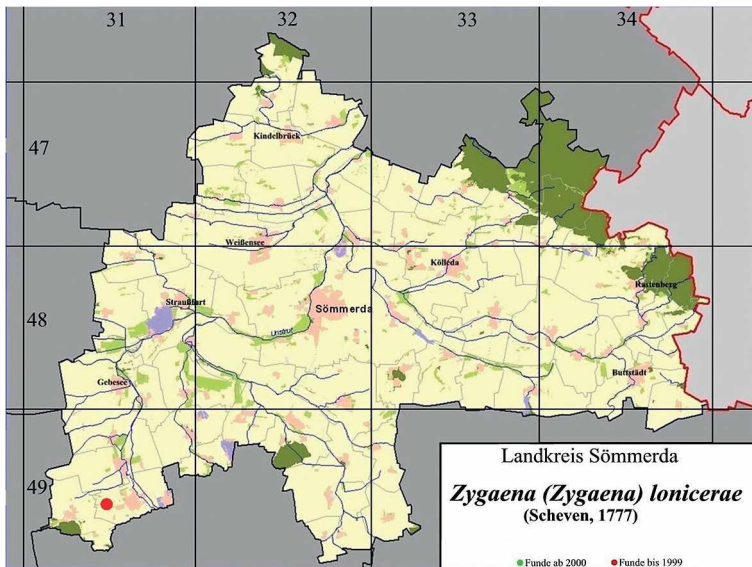 31 32 33 34
47
Kindelbrück
Weißensee
Kölleda
Rastenberg
48
Straußfurt
Sömmerda
Unstrut
Gebesee
Buttstädt
49
Landkreis Sömmerda
Zygaena (Zygaena) lonicerae
(Scheven, 1777)
Funde ab 2000 Funde bis 1999